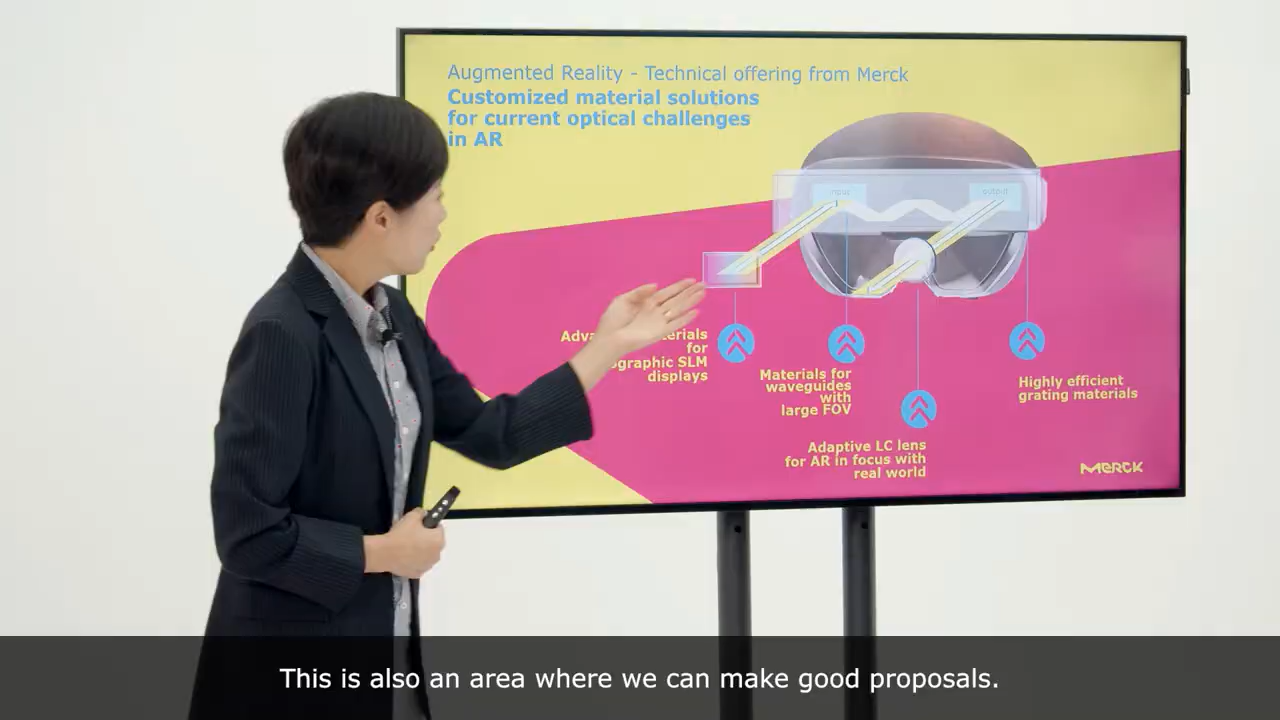 Augmented Reality - Technical offering from Merck
Customized material solutions
for current optical challenges
in AR
input
output
for
SLM
displays
Materials for
waveguides
with
large FOV
Adaptive LC lens
for AR in focus with
real world
Highly efficient
grating materials
MERCK
This is also an area where we can make good proposals.